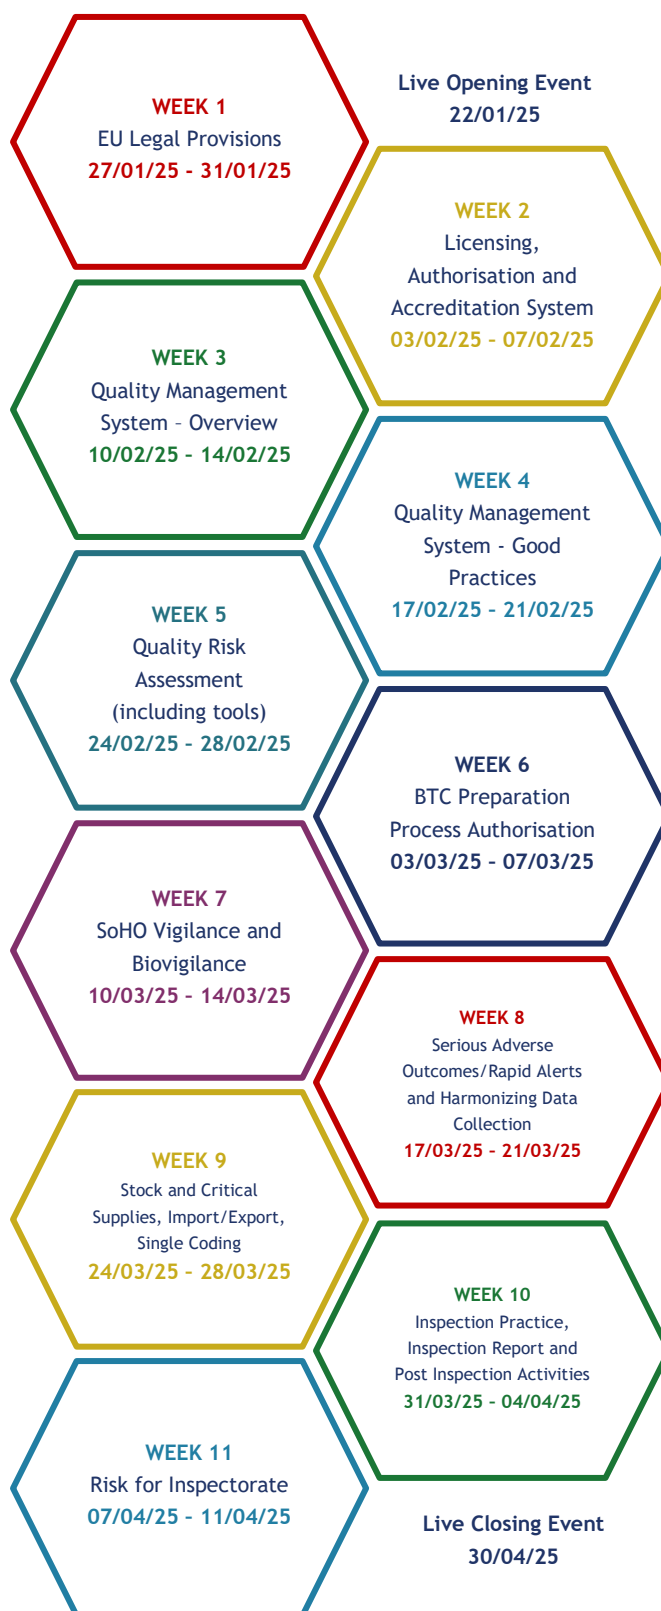 WEEK 1
EU Legal Provisions
27/01/25 - 31/01/25
Live Opening Event
22/01/25
WEEK 2
Licensing,
Authorisation and
Accreditation System
03/02/25 – 07/02/25
WEEK 3
Quality Management
System – Overview
10/02/25 – 14/02/25
WEEK 4
Quality Management
System - Good
Practices
17/02/25 – 21/02/25
WEEK 5
Quality Risk
Assessment
(including tools)
24/02/25 – 28/02/25
WEEK 6
BTC Preparation
Process Authorisation
03/03/25 – 07/03/25
WEEK 7
SoHO Vigilance and
Biovigilance
10/03/25 – 14/03/25
WEEK 8
Serious Adverse
Outcomes/Rapid Alerts
and Harmonizing Data
Collection
17/03/25 – 21/03/25
WEEK 9
Stock and Critical
Supplies, Import/Export,
Single Coding
24/03/25 – 28/03/25
WEEK 10
Inspection Practice,
Inspection Report and
Post Inspection Activities
31/03/25 – 04/04/25
WEEK 11
Risk for Inspectorate
07/04/25 – 11/04/25
Live Closing Event
30/04/25